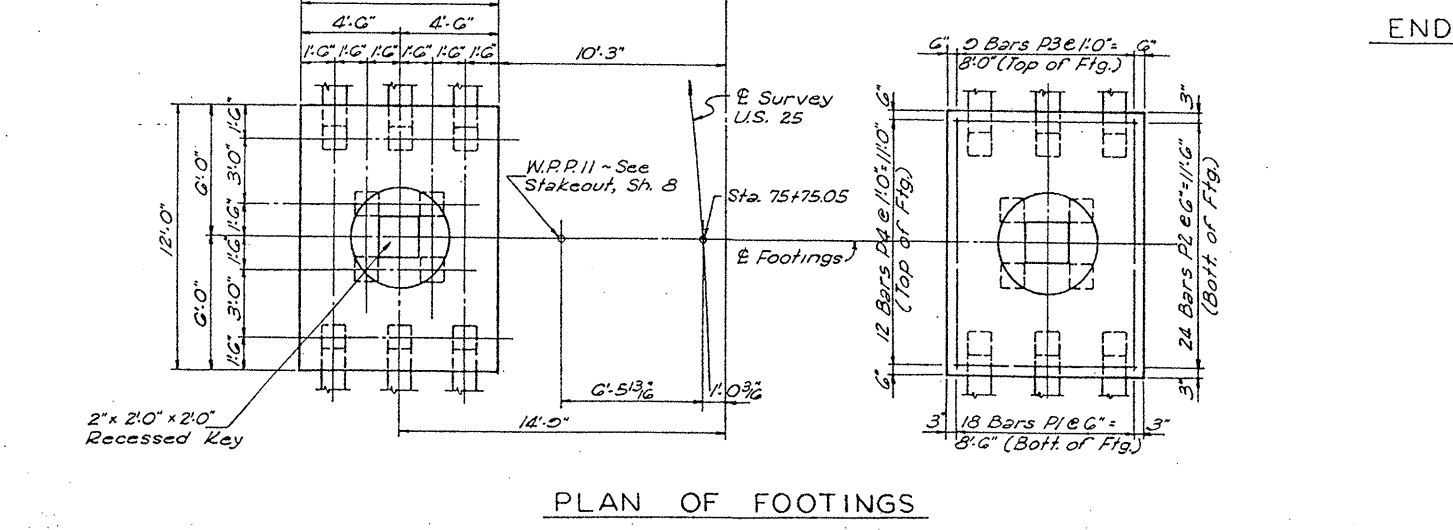 END
4'-6" 4'-6"
1'-6" 1'-6" 1'-6" 1'-6" 1'-6" 1'-6"
10'-3"
6" 9 Bars P3 @ 1'-0"= 6"
8'-0" (Top of Ftg.)
℄ Survey
U.S. 25
W.P.P. 11 ~ See
Stakeout, Sh. 8
Sta. 75+75.05
℄ Footings
12'-0"
6'-0"
6'-0"
1'-6"
3'-0"
1'-6"
1'-6"
3'-0"
1'-6"
6'-5 13/16
1'-0 3/16
14'-9"
2" x 2'-0" x 2'-0"
Recessed Key
6"
12 Bars P4 @ 1'-0"=11'-0"
(Top of Ftg.)
6"
3"
24 Bars P2 @ 6"=11'-6"
(Bott. of Ftg.)
3"
3" 18 Bars P1 @ 6"= 3"
8'-6" (Bott. of Ftg.)
PLAN OF FOOTINGS